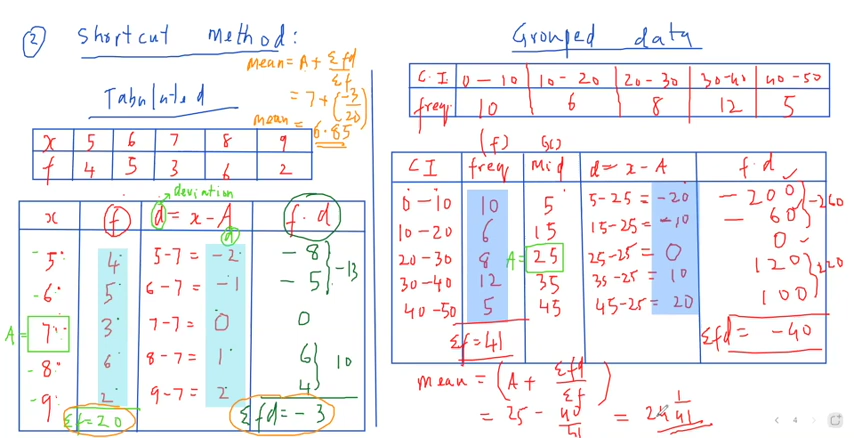 ② Shortcut Method:
mean = A + Σfd/Σf
= 7 + (-3/20)
mean = 6.85
Tabulated
x 5 6 7 8 9
f 4 5 3 6 2
deviation
x f d = x - A f.d
d
5 4 5-7 = -2 -8
6 5 6-7 = -1 -5
-13
A = 7 3 7-7 = 0 0
8 6 8-7 = 1 6
9 2 9-7 = 2 4
10
Σf = 20 Σfd = -3
Grouped data
C.I 0-10 10-20 20-30 30-40 40-50
freq. 10 6 8 12 5
(f) (x)
CI freq Mid d = x - A f.d
0-10 10 5 5-25 = -20 -200
10-20 6 15 15-25 = -10 -60
-260
20-30 8 A = 25 25-25 = 0 0
30-40 12 35 35-25 = 10 120
40-50 5 45 45-25 = 20 100
220
Σf = 41 Σfd = -40
mean = (A + Σfd/Σf)
= 25 - 40/41 = 24 1/41
4